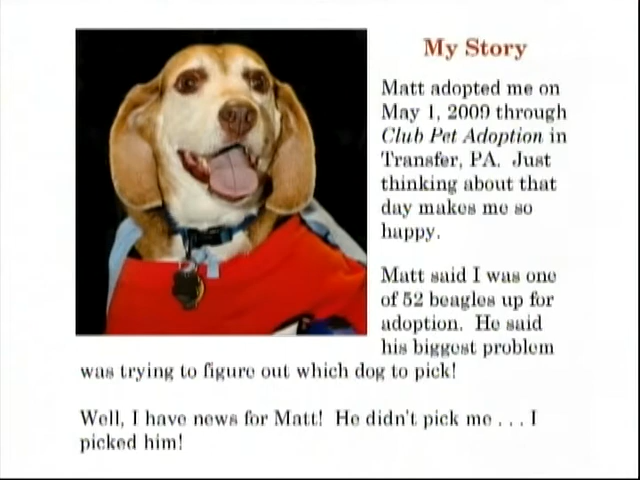 My Story
Matt adopted me on
May 1, 2009 through
Club Pet Adoption in
Transfer, PA. Just
thinking about that
day makes me so
happy.
Matt said I was one
of 52 beagles up for
adoption. He said
his biggest problem
was trying to figure out which dog to pick!
Well, I have news for Matt! He didn't pick me . . . I
picked him!